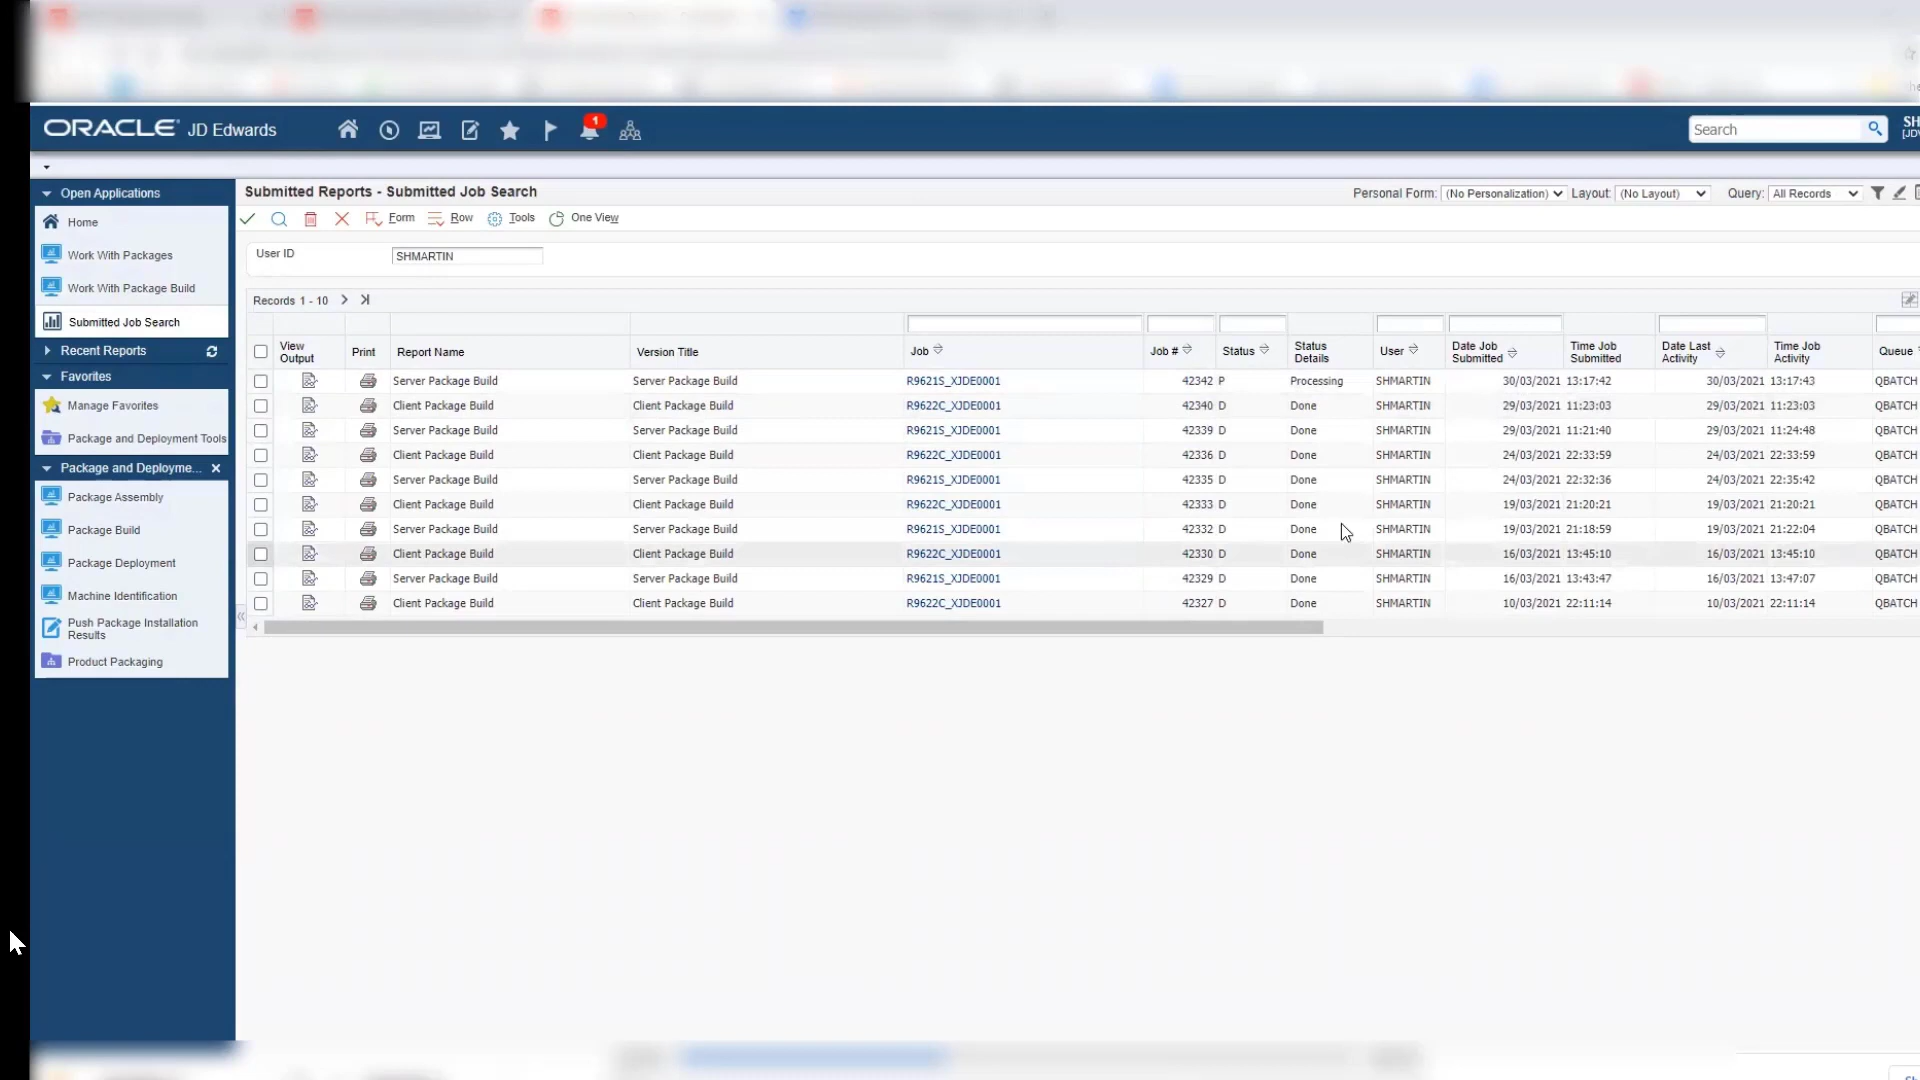 ORACLE JD Edwards
1
Search
SH
[JD
Open Applications
Home
Work With Packages
Work With Package Build
Submitted Job Search
Recent Reports
Favorites
Manage Favorites
Package and Deployment Tools
Package and Deployme...
Package Assembly
Package Build
Package Deployment
Machine Identification
Push Package Installation
Results
Product Packaging
Submitted Reports - Submitted Job Search
Personal Form: (No Personalization) Layout: (No Layout) Query: All Records
Form Row Tools One View
User ID SHMARTIN
Records 1 - 10
View Output Print Report Name Version Title Job Job # Status Status Details User Date Job Submitted Time Job Submitted Date Last Activity Time Job Activity Queue
Server Package Build Server Package Build R9621S_XJDE0001 42342 P Processing SHMARTIN 30/03/2021 13:17:42 30/03/2021 13:17:43 QBATCH
Client Package Build Client Package Build R9622C_XJDE0001 42340 D Done SHMARTIN 29/03/2021 11:23:03 29/03/2021 11:23:03 QBATCH
Server Package Build Server Package Build R9621S_XJDE0001 42339 D Done SHMARTIN 29/03/2021 11:21:40 29/03/2021 11:24:48 QBATCH
Client Package Build Client Package Build R9622C_XJDE0001 42336 D Done SHMARTIN 24/03/2021 22:33:59 24/03/2021 22:33:59 QBATCH
Server Package Build Server Package Build R9621S_XJDE0001 42335 D Done SHMARTIN 24/03/2021 22:32:36 24/03/2021 22:35:42 QBATCH
Client Package Build Client Package Build R9622C_XJDE0001 42333 D Done SHMARTIN 19/03/2021 21:20:21 19/03/2021 21:20:21 QBATCH
Server Package Build Server Package Build R9621S_XJDE0001 42332 D Done SHMARTIN 19/03/2021 21:18:59 19/03/2021 21:22:04 QBATCH
Client Package Build Client Package Build R9622C_XJDE0001 42330 D Done SHMARTIN 16/03/2021 13:45:10 16/03/2021 13:45:10 QBATCH
Server Package Build Server Package Build R9621S_XJDE0001 42329 D Done SHMARTIN 16/03/2021 13:43:47 16/03/2021 13:47:07 QBATCH
Client Package Build Client Package Build R9622C_XJDE0001 42327 D Done SHMARTIN 10/03/2021 22:11:14 10/03/2021 22:11:14 QBATCH